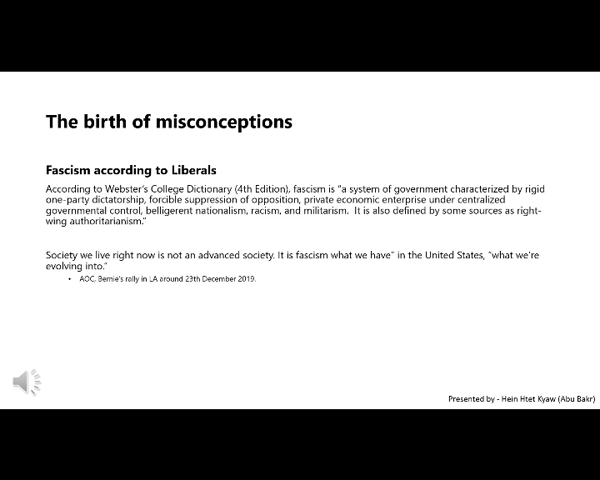 The birth of misconceptions
Fascism according to Liberals
According to Webster's College Dictionary (4th Edition), fascism is "a system of government characterized by rigid
one-party dictatorship, forcible suppression of opposition, private economic enterprise under centralized
governmental control, belligerent nationalism, racism, and militarism.  It is also defined by some sources as right-
wing authoritarianism."
Society we live right now is not an advanced society. It is fascism what we have" in the United States, "what we're
evolving into."
• AOC, Bernie's rally in LA around 23th December 2019.
Presented by - Hein Htet Kyaw (Abu Bakr)